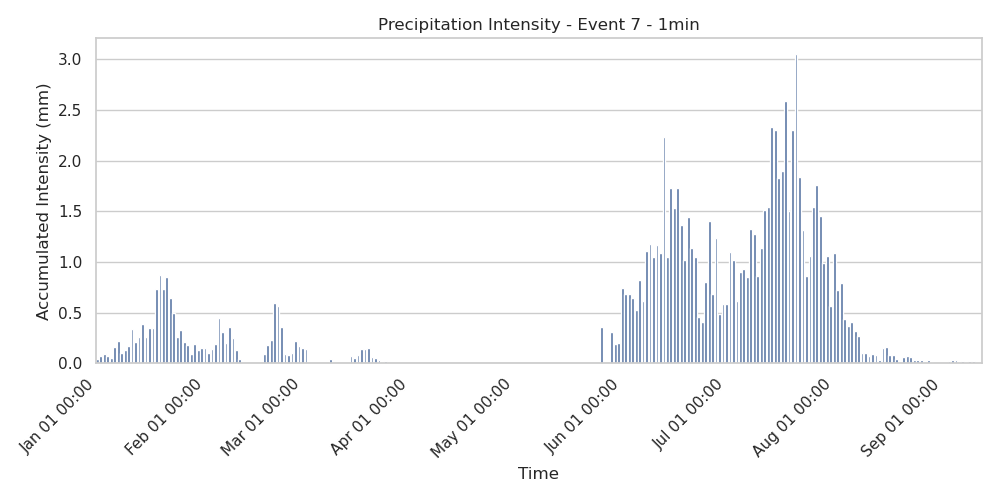 Precipitation Intensity - Event 7 - 1min
Accumulated Intensity (mm)
3.0
2.5
2.0
1.5
1.0
0.5
0.0
Jan 01 00:00
Feb 01 00:00
Mar 01 00:00
Apr 01 00:00
May 01 00:00
Jun 01 00:00
Jul 01 00:00
Aug 01 00:00
Sep 01 00:00
Time